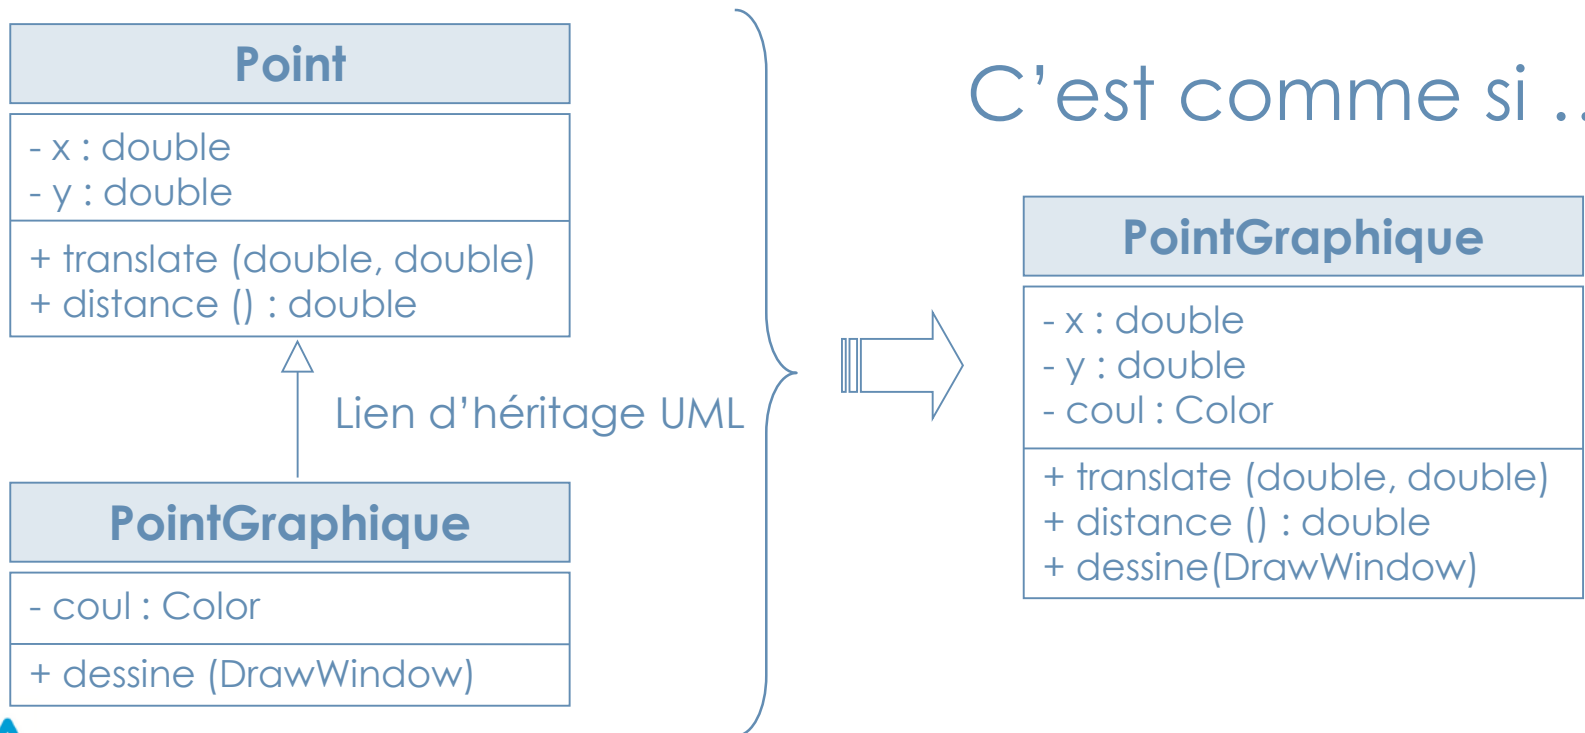 Point
- x : double
- y : double
+ translate (double, double)
+ distance () : double
Lien d’héritage UML
PointGraphique
- coul : Color
+ dessine (DrawWindow)
C’est comme si ..
PointGraphique
- x : double
- y : double
- coul : Color
+ translate (double, double)
+ distance () : double
+ dessine(DrawWindow)